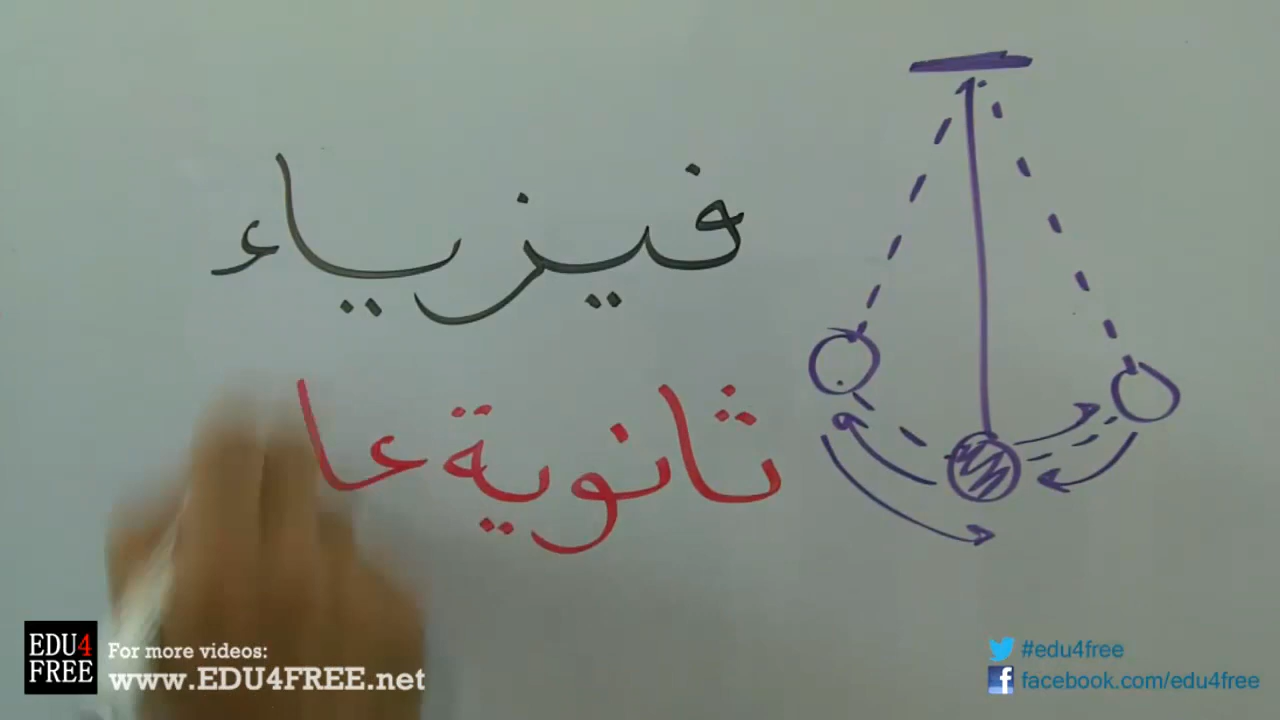 فيزياء
ثانوية عا
EDU4
FREE
For more videos:
www.EDU4FREE.net
#edu4free
facebook.com/edu4free